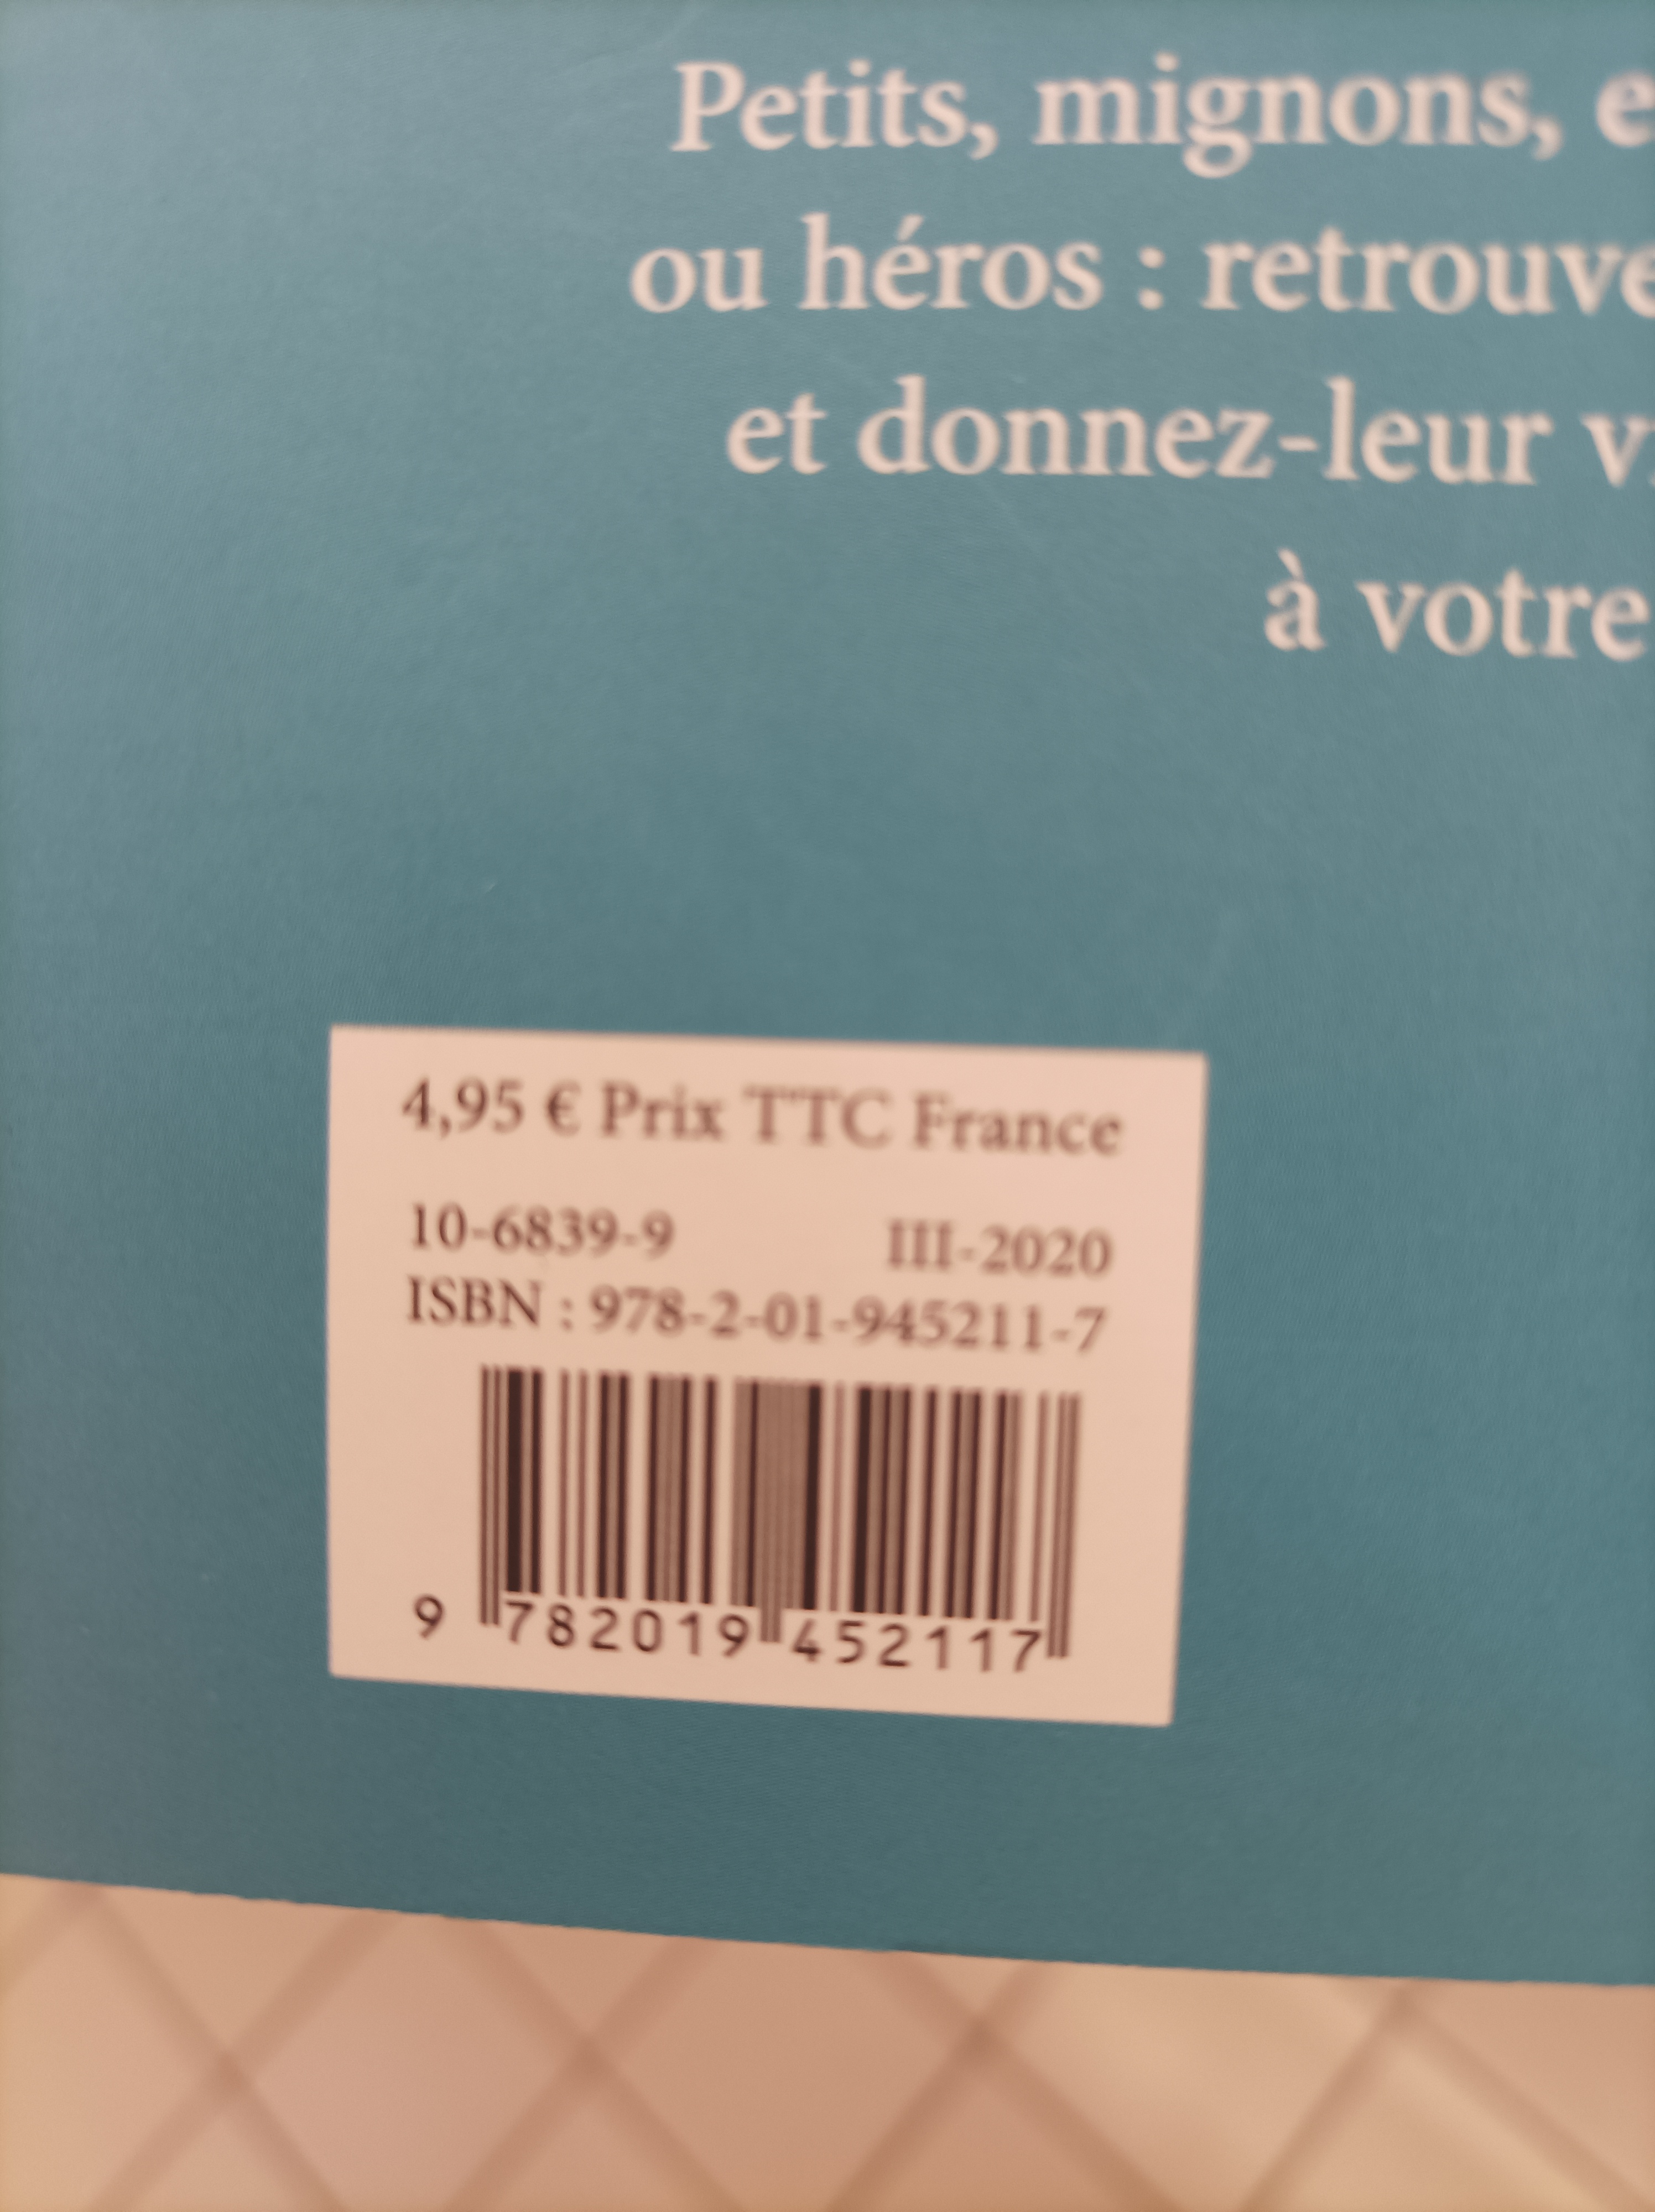 Petits, mignons, e
ou héros : retrouve
et donnez-leur v
à votre
4,95 € Prix TTC France
10-6839-9 III-2020
ISBN : 978-2-01-945211-7
9 782019 452117